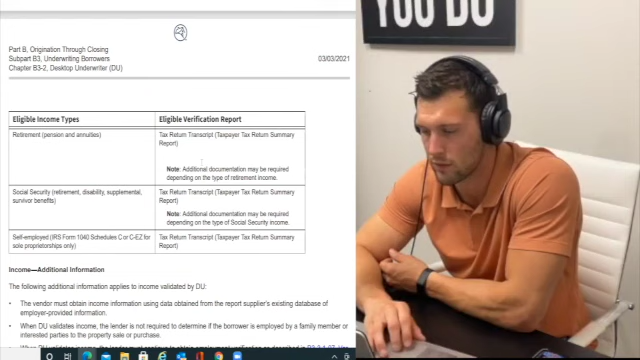 YOU DO
Part B, Origination Through Closing
Subpart B3, Underwriting Borrowers
03/03/2021
Chapter B3-2, Desktop Underwriter (DU)
Eligible Income Types
Eligible Verification Report
Retirement (pension and annuities)
Tax Return Transcript (Taxpayer Tax Return Summary
Report)
Note: Additional documentation may be required
depending on the type of retirement income.
Social Security (retirement, disability, supplemental,
survivor benefits)
Tax Return Transcript (Taxpayer Tax Return Summary
Report)
Note: Additional documentation may be required
depending on the type of Social Security income.
Self-employed (IRS Form 1040 Schedules C or C-EZ for
sole proprietorships only)
Tax Return Transcript (Taxpayer Tax Return Summary
Report)
Income—Additional Information
The following additional information applies to income validated by DU:
• The vendor must obtain income information using data obtained from the report supplier's existing database of
employer-provided information.
• When DU validates income, the lender is not required to determine if the borrower is employed by a family member or
interested parties to the property sale or purchase.